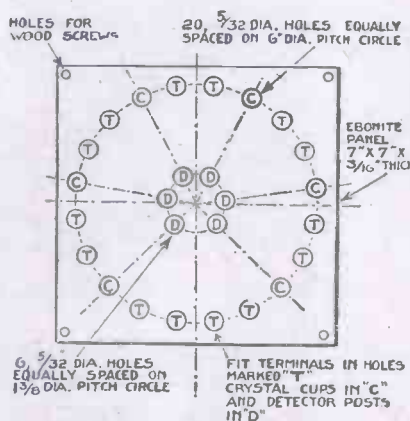 HOLES FOR
WOOD SCREWS
20, 5/32 DIA. HOLES EQUALLY
SPACED ON 6" DIA. PITCH CIRCLE
EBONITE
PANEL
7" X 7" X
3/16" THICK
T T
C C
T T
T T
D D
C C
D D
T T
D D
T T
C C
T T
T T
6, 5/32 DIA. HOLES
EQUALLY SPACED ON
1 3/8 DIA. PITCH CIRCLE
FIT TERMINALS IN HOLES
MARKED "T"
CRYSTAL CUPS IN "C"
AND DETECTOR POSTS
IN "D"